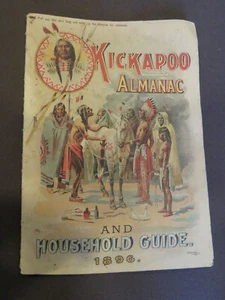 KICKAPOO
ALMANAC
AND
HOUSEHOLD GUIDE.
1896.